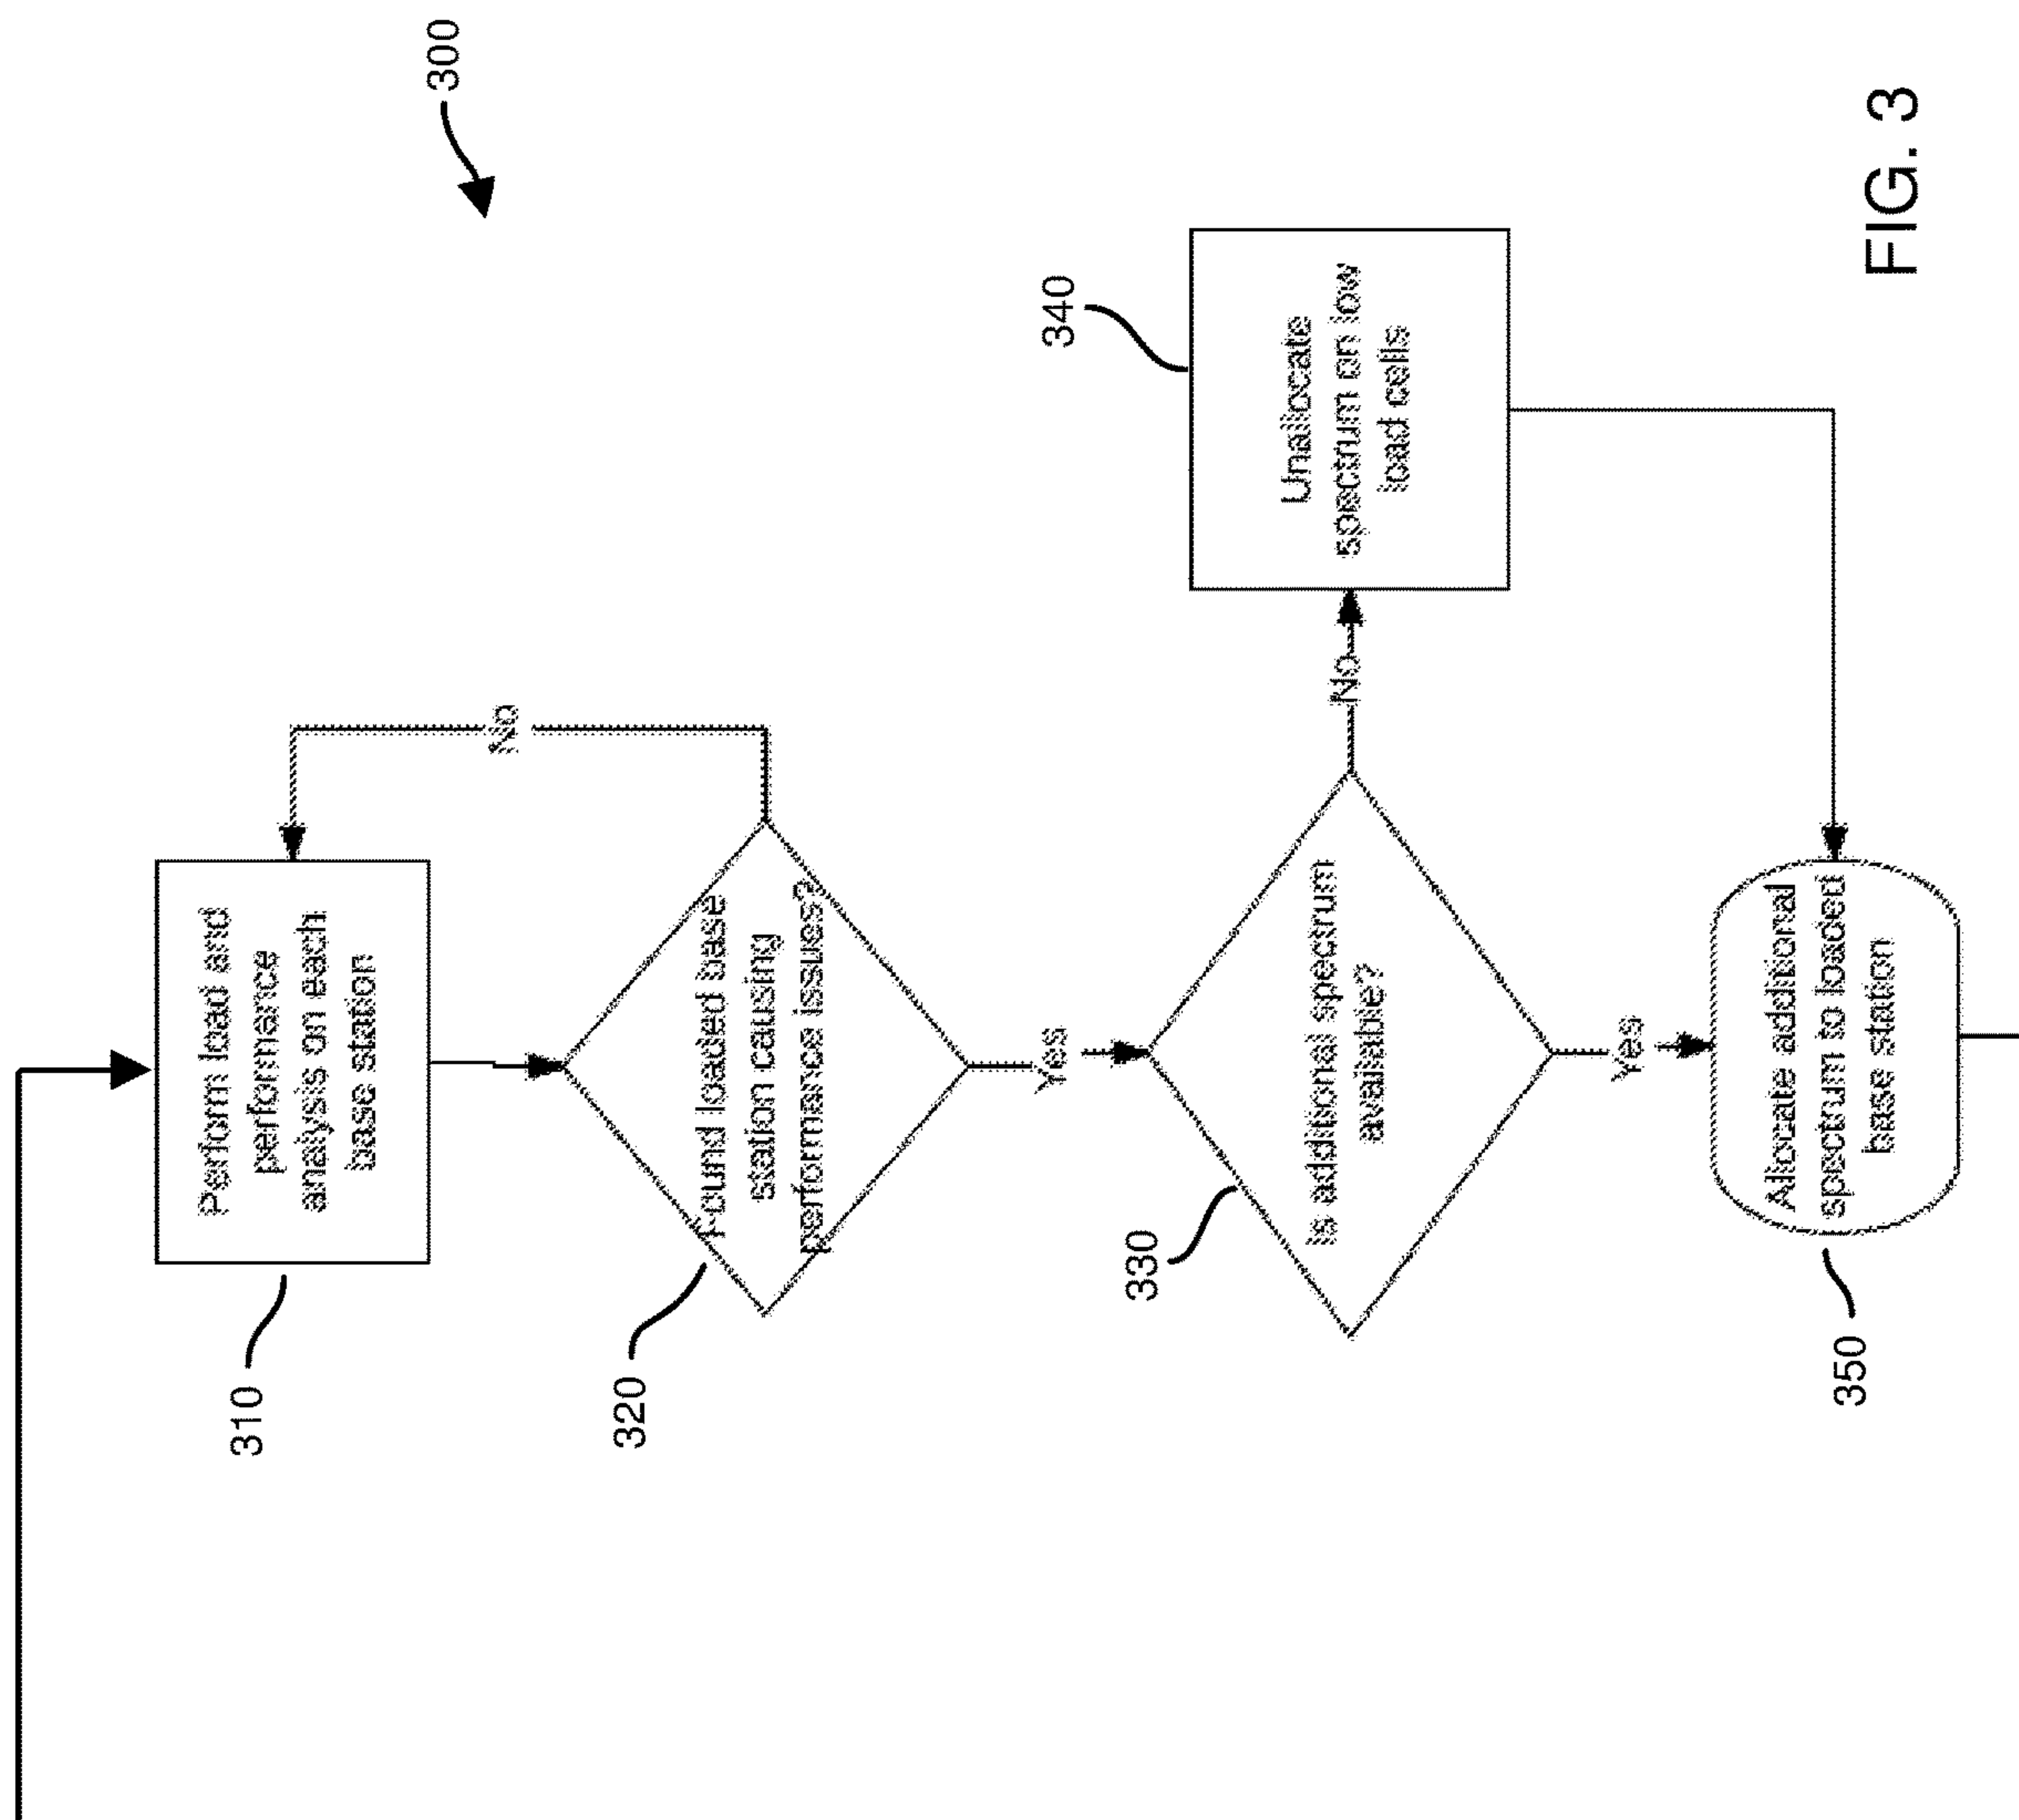 300
310
Perform load and
performance
analysis on each
base station
No
320
Found loaded base
station causing
performance issues?
Yes
330
Is additional spectrum
available?
No
340
Unallocate
spectrum on low
load cells
Yes
350
Allocate additional
spectrum to loaded
base station
FIG. 3